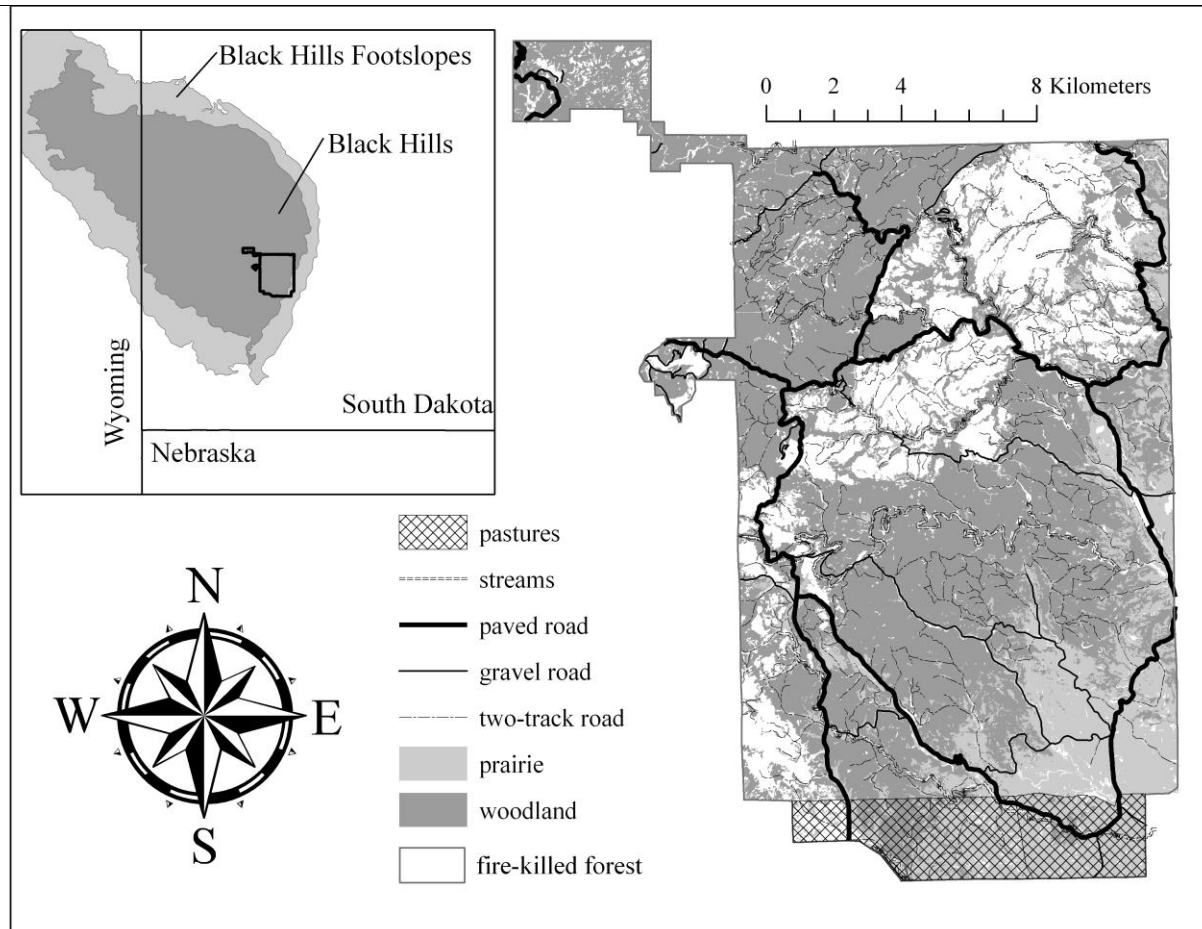 Black Hills Footslopes
Black Hills
Wyoming
South Dakota
Nebraska
0 2 4 8 Kilometers
N
W E
S
pastures
streams
paved road
gravel road
two-track road
prairie
woodland
fire-killed forest